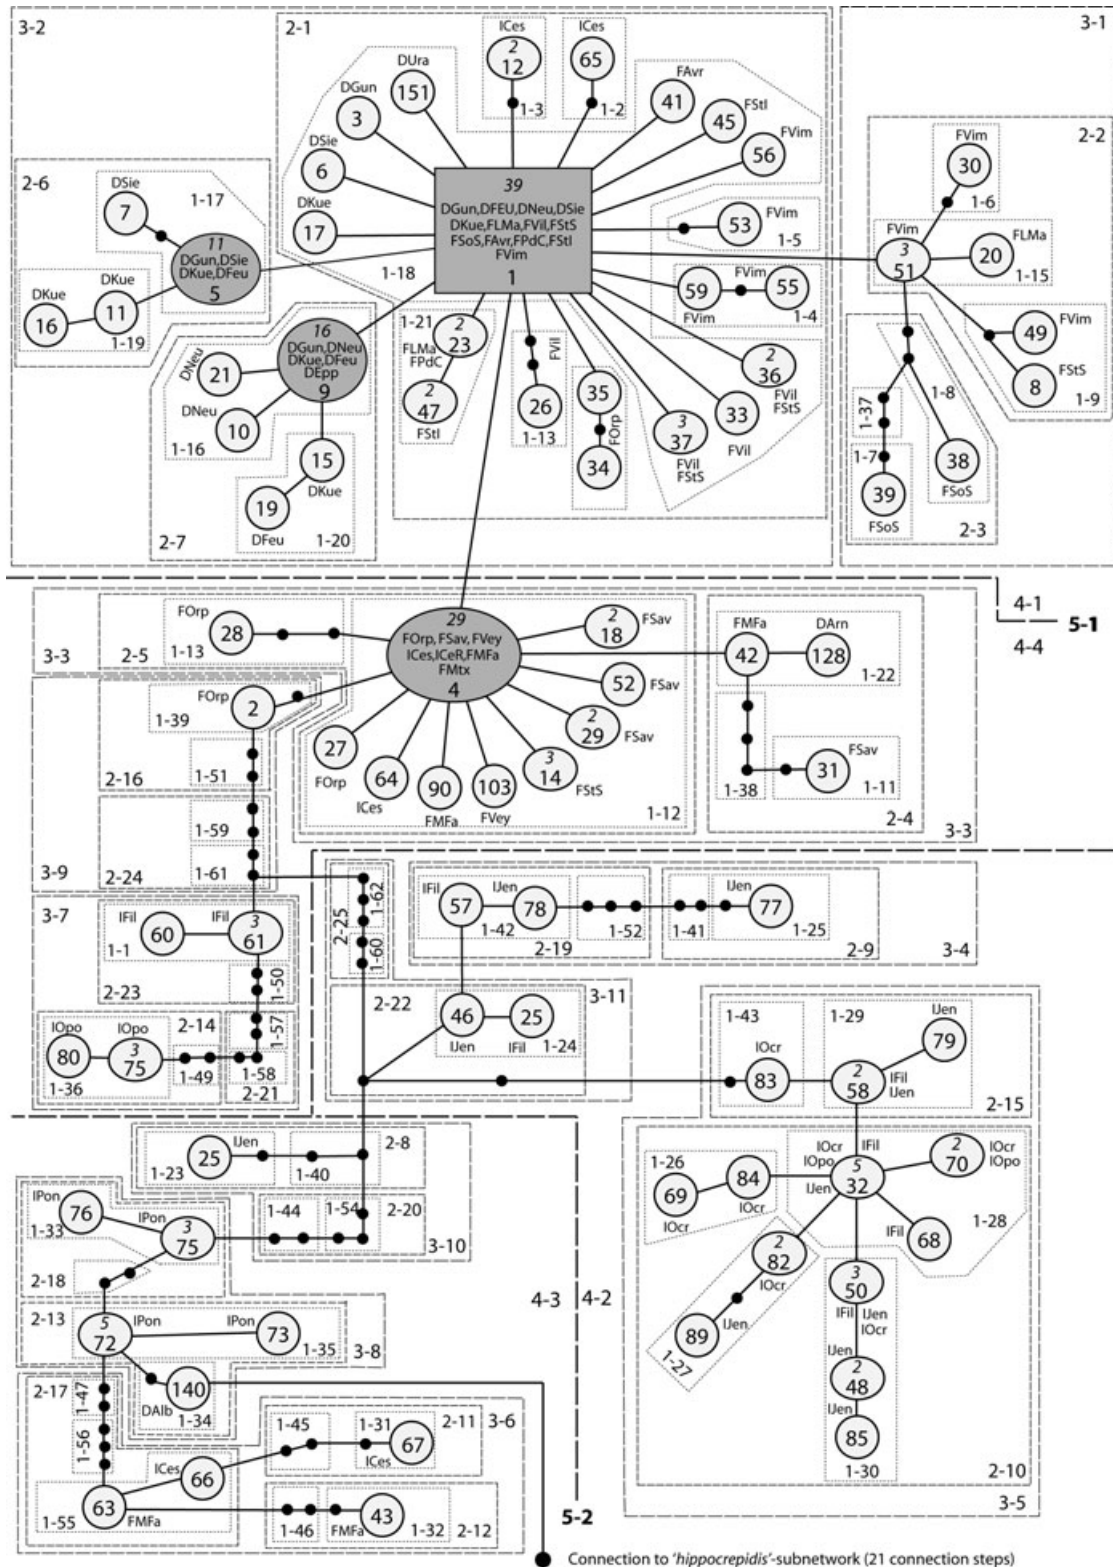 3-2
2-1
3-1
ICes
2
12
1-3
ICes
65
1-2
DUra
151
DGun
3
DSie
6
DKue
17
FAvr
41
FStl
45
FVim
56
2-2
FVim
30
1-6
2-6
DSie
7
1-17
11
DGun,DSie
DKue,DFeu
5
DKue
16
DKue
11
1-19
39
DGun,DFEU,DNeu,DSie
DKue,FLMa,FVil,FStS
FSoS,FAvr,FPdC,FStl
FVim
1
1-18
53
FVim
1-5
59
FVim
FVim
55
1-4
FVim
3
51
FLMa
20
1-15
49
FVim
8
FStS
1-9
16
DGun,DNeu
DKue,DFeu
DEpp
9
DNeu
21
DNeu
10
1-16
15
DKue
19
DFeu
1-20
2-7
1-21
2
23
FLMa
FPdC
2
47
FStl
FVil
26
1-13
35
FOrp
34
3
37
FVil
FStS
33
FVil
2
36
FVil
FStS
1-37
1-8
1-7
39
FSoS
38
FSoS
2-3
4-1
5-1
4-4
3-3
2-5
FOrp
28
1-13
29
FOrp, FSav, FVey
ICes,ICeR,FMFa
FMtx
4
2
18
FSav
52
FSav
2
29
FSav
3
14
FStS
103
FVey
90
FMFa
64
ICes
27
FOrp
1-12
FMFa
42
DArn
128
1-22
1-38
FSav
31
1-11
2-4
3-3
FOrp
2
1-39
1-51
2-16
1-59
1-61
2-24
3-9
3-7
IFil
60
1-1
IFil
3
61
2-23
1-50
IOpo
80
1-36
IOpo
3
75
2-14
1-49
1-57
1-58
2-21
2-25
1-62
1-60
IFil
57
IJen
78
1-42
2-19
1-52
1-41
IJen
77
1-25
2-9
3-4
2-22
3-11
46
IJen
25
IFil
1-24
1-43
IOcr
83
1-29
IJen
79
2
58
IFil
IJen
2-15
2-8
IJen
25
1-23
1-40
1-44
1-54
2-20
3-10
IPon
76
1-33
IPon
3
75
2-18
2-13
5
72
IPon
IPon
73
1-35
3-8
4-3
4-2
1-26
69
IOcr
84
IOcr
IOcr
IOpo
IFil
5
32
IJen
2
70
IOcr
IOpo
68
IFil
1-28
2
82
IOcr
89
IJen
1-27
3
50
IFil
IJen
IOcr
IJen
2
48
IJen
85
1-30
2-10
3-5
2-17
1-47
1-56
DAlb
140
1-34
1-45
1-31
ICes
67
2-11
3-6
63
FMFa
ICes
66
1-55
1-46
FMFa
43
1-32
2-12
5-2
Connection to 'hippocrepidis'-subnetwork (21 connection steps)